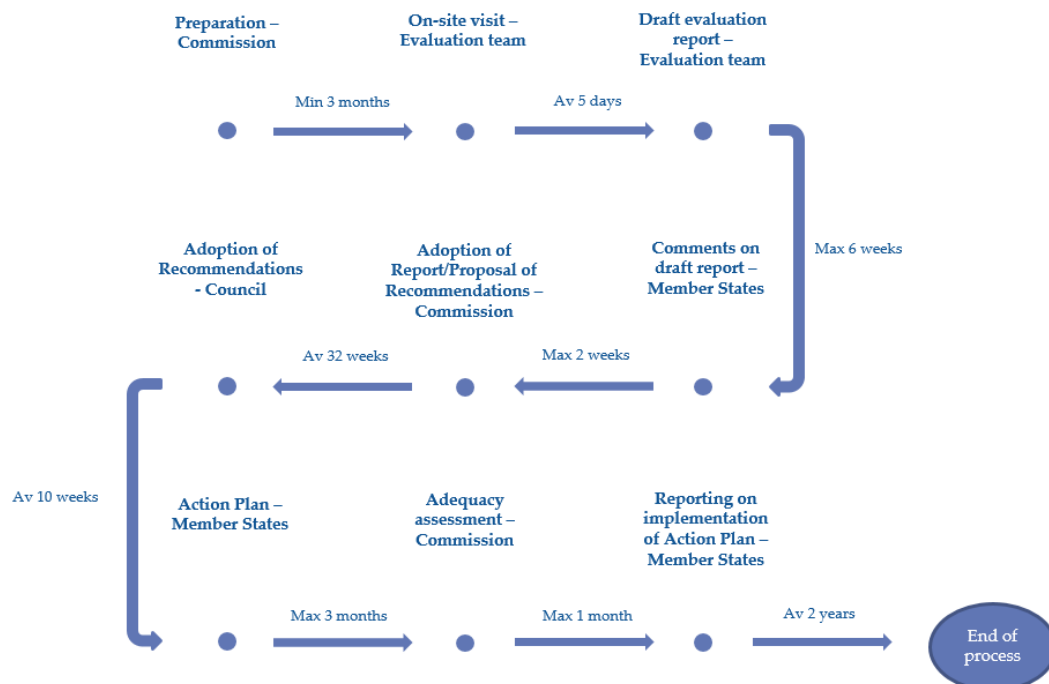 Preparation –
Commission
On-site visit –
Evaluation team
Draft evaluation
report –
Evaluation team
Min 3 months
Av 5 days
Max 6 weeks
Comments on
draft report –
Member States
Adoption of
Report/Proposal of
Recommendations –
Commission
Adoption of
Recommendations
- Council
Max 2 weeks
Av 32 weeks
Av 10 weeks
Action Plan –
Member States
Adequacy
assessment –
Commission
Reporting on
implementation
of Action Plan –
Member States
Max 3 months
Max 1 month
Av 2 years
End of
process